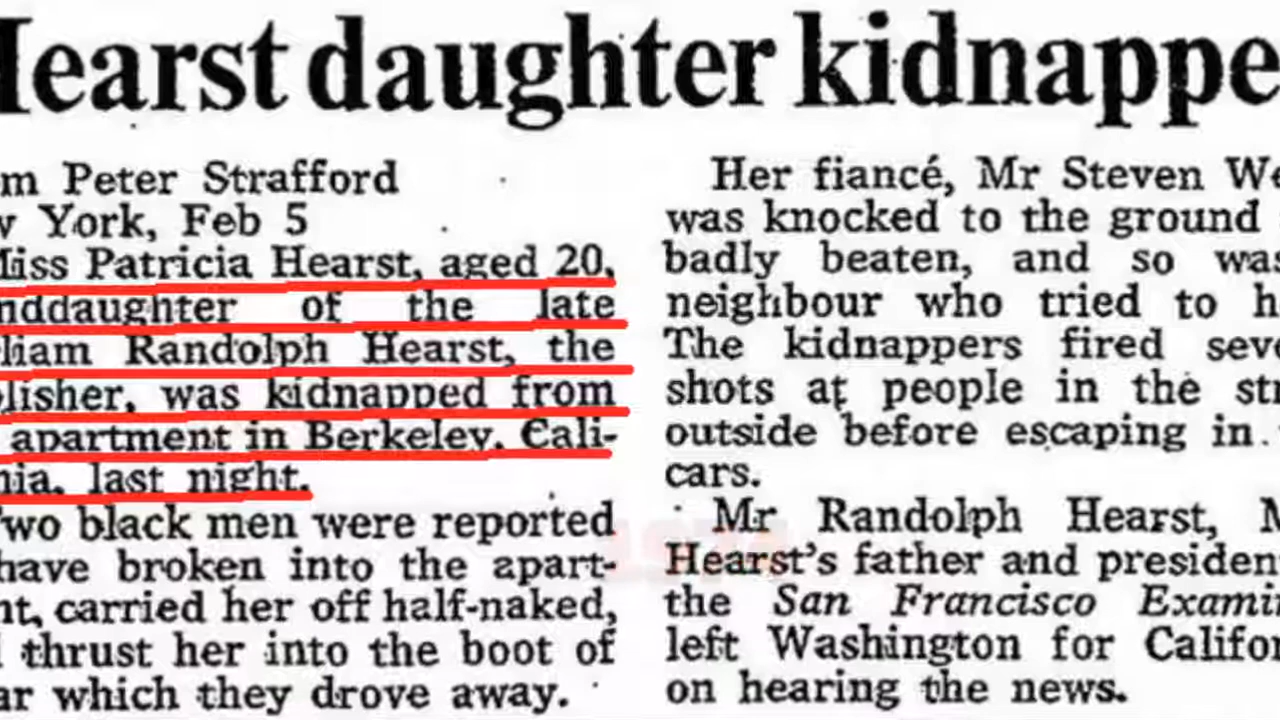 Hearst daughter kidnappe
m Peter Strafford
w York, Feb 5
Miss Patricia Hearst, aged 20,
nddaughter of the late
liam Randolph Hearst, the
lisher, was kidnapped from
apartment in Berkeley, Cali-
nia, last night.
Two black men were reported
have broken into the apart-
nt, carried her off half-naked,
thrust her into the boot of
ar which they drove away.
Her fiancé, Mr Steven We
was knocked to the ground
badly beaten, and so was
neighbour who tried to h
The kidnappers fired seve
shots at people in the str
outside before escaping in
cars.
Mr Randolph Hearst, M
Hearst's father and presiden
the San Francisco Examin
left Washington for Califor
on hearing the news.